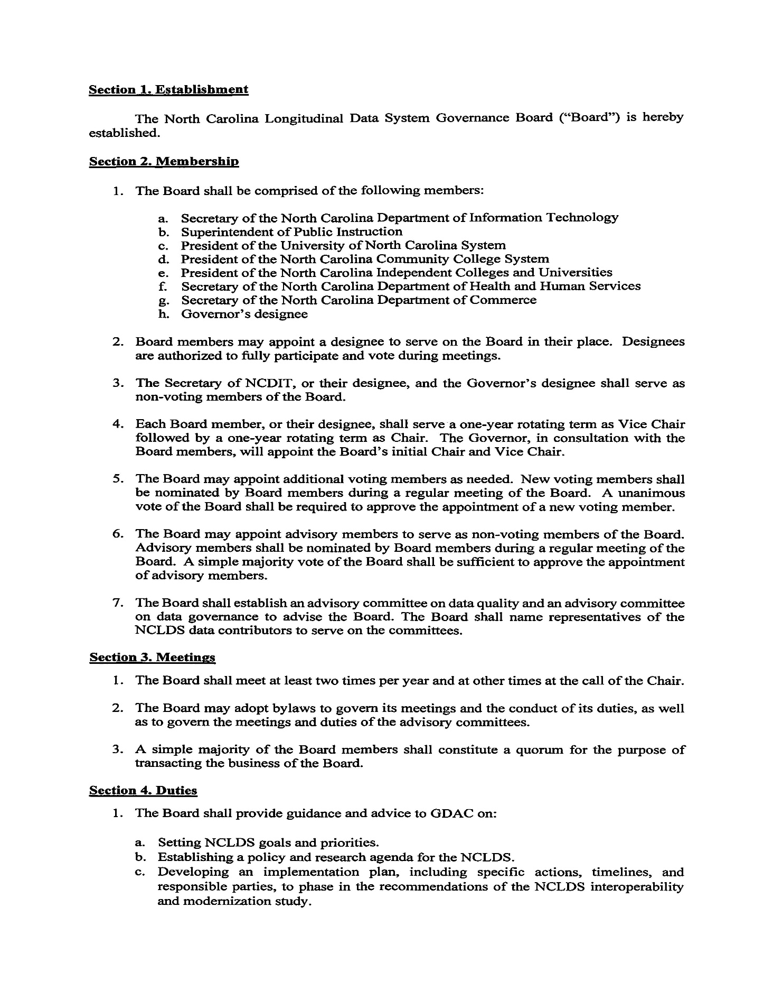 Section 1. Establishment
The North Carolina Longitudinal Data System Governance Board (“Board”) is hereby
established.
Section 2. Membership
1. The Board shall be comprised of the following members:
a. Secretary of the North Carolina Department of Information Technology
b. Superintendent of Public Instruction
c. President of the University of North Carolina System
d. President of the North Carolina Community College System
e. President of the North Carolina Independent Colleges and Universities
f. Secretary of the North Carolina Department of Health and Human Services
g. Secretary of the North Carolina Department of Commerce
h. Governor’s designee
2. Board members may appoint a designee to serve on the Board in their place. Designees
are authorized to fully participate and vote during meetings.
3. The Secretary of NCDIT, or their designee, and the Governor’s designee shall serve as
non-voting members of the Board.
4. Each Board member, or their designee, shall serve a one-year rotating term as Vice Chair
followed by a one-year rotating term as Chair. The Governor, in consultation with the
Board members, will appoint the Board’s initial Chair and Vice Chair.
5. The Board may appoint additional voting members as needed. New voting members shall
be nominated by Board members during a regular meeting of the Board. A unanimous
vote of the Board shall be required to approve the appointment of a new voting member.
6. The Board may appoint advisory members to serve as non-voting members of the Board.
Advisory members shall be nominated by Board members during a regular meeting of the
Board. A simple majority vote of the Board shall be sufficient to approve the appointment
of advisory members.
7. The Board shall establish an advisory committee on data quality and an advisory committee
on data governance to advise the Board. The Board shall name representatives of the
NCLDS data contributors to serve on the committees.
Section 3. Meetings
1. The Board shall meet at least two times per year and at other times at the call of the Chair.
2. The Board may adopt bylaws to govern its meetings and the conduct of its duties, as well
as to govern the meetings and duties of the advisory committees.
3. A simple majority of the Board members shall constitute a quorum for the purpose of
transacting the business of the Board.
Section 4. Duties
1. The Board shall provide guidance and advice to GDAC on:
a. Setting NCLDS goals and priorities.
b. Establishing a policy and research agenda for the NCLDS.
c. Developing an implementation plan, including specific actions, timelines, and
responsible parties, to phase in the recommendations of the NCLDS interoperability
and modernization study.